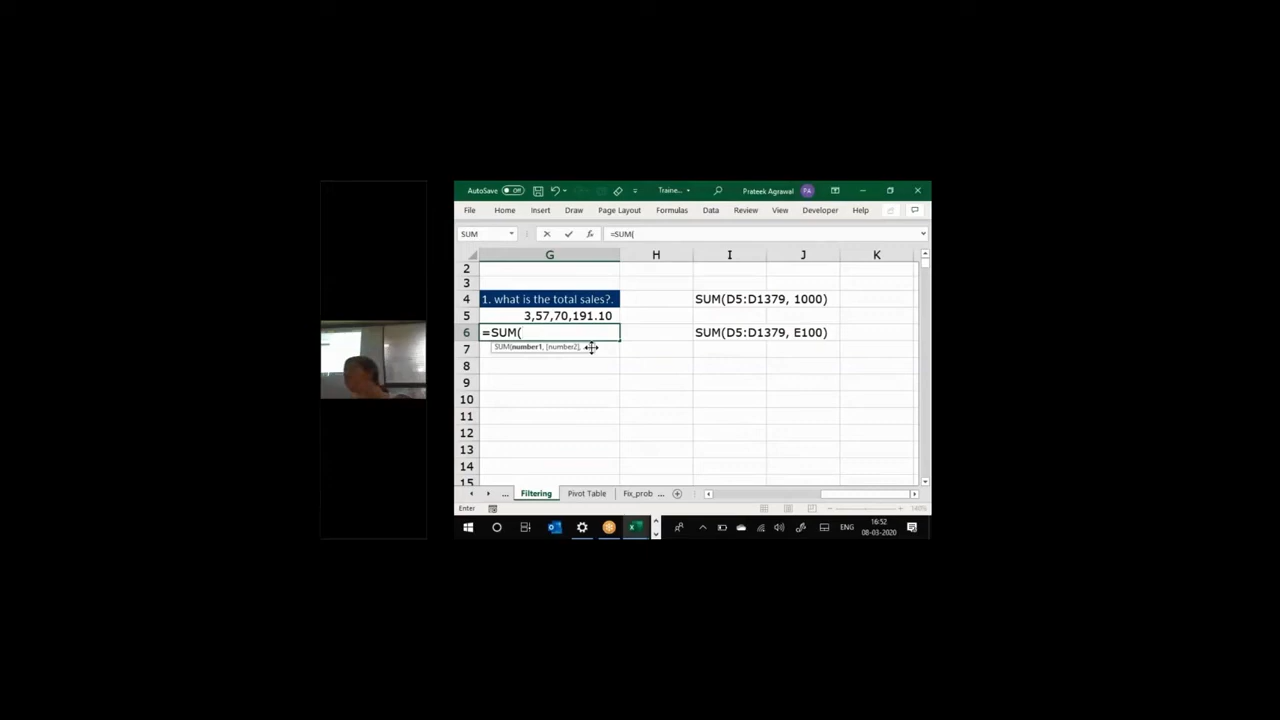 AutoSave Off Traine... Prateek Agrawal PA
File Home Insert Draw Page Layout Formulas Data Review View Developer Help
SUM =SUM(
G H I J K
2
3
4 1. what is the total sales?. SUM(D5:D1379, 1000)
5 3,57,70,191.10
6 =SUM( SUM(D5:D1379, E100)
7 SUM(number1, [number2],
8
9
10
11
12
13
14
15
... Filtering Pivot Table Fix_prob ...
Enter
ENG 16:52
08-03-2020